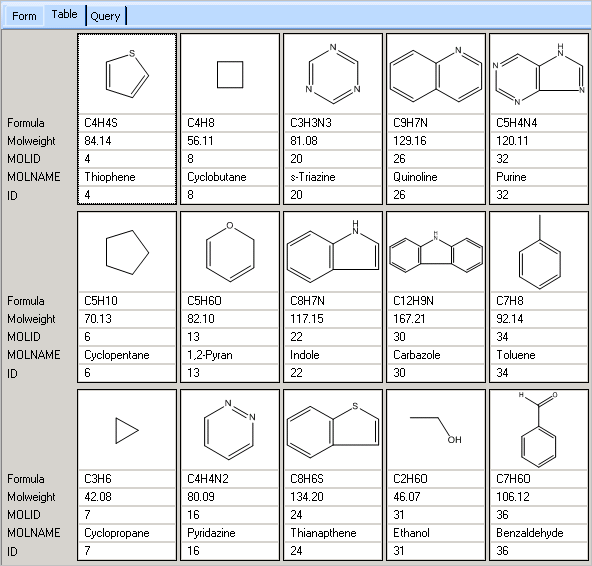 Form Table Query
S N N N N N H N N N
Formula C4H4S C4H8 C3H3N3 C9H7N C5H4N4
Molweight 84.14 56.11 81.08 129.16 120.11
MOLID 4 8 20 26 32
MOLNAME Thiophene Cyclobutane s-Triazine Quinoline Purine
ID 4 8 20 26 32
O H N H N
Formula C5H10 C5H6O C8H7N C12H9N C7H8
Molweight 70.13 82.10 117.15 167.21 92.14
MOLID 6 13 22 30 34
MOLNAME Cyclopentane 1,2-Pyran Indole Carbazole Toluene
ID 6 13 22 30 34
N N S OH H O
Formula C3H6 C4H4N2 C8H6S C2H6O C7H6O
Molweight 42.08 80.09 134.20 46.07 106.12
MOLID 7 16 24 31 36
MOLNAME Cyclopropane Pyridazine Thianapthene Ethanol Benzaldehyde
ID 7 16 24 31 36